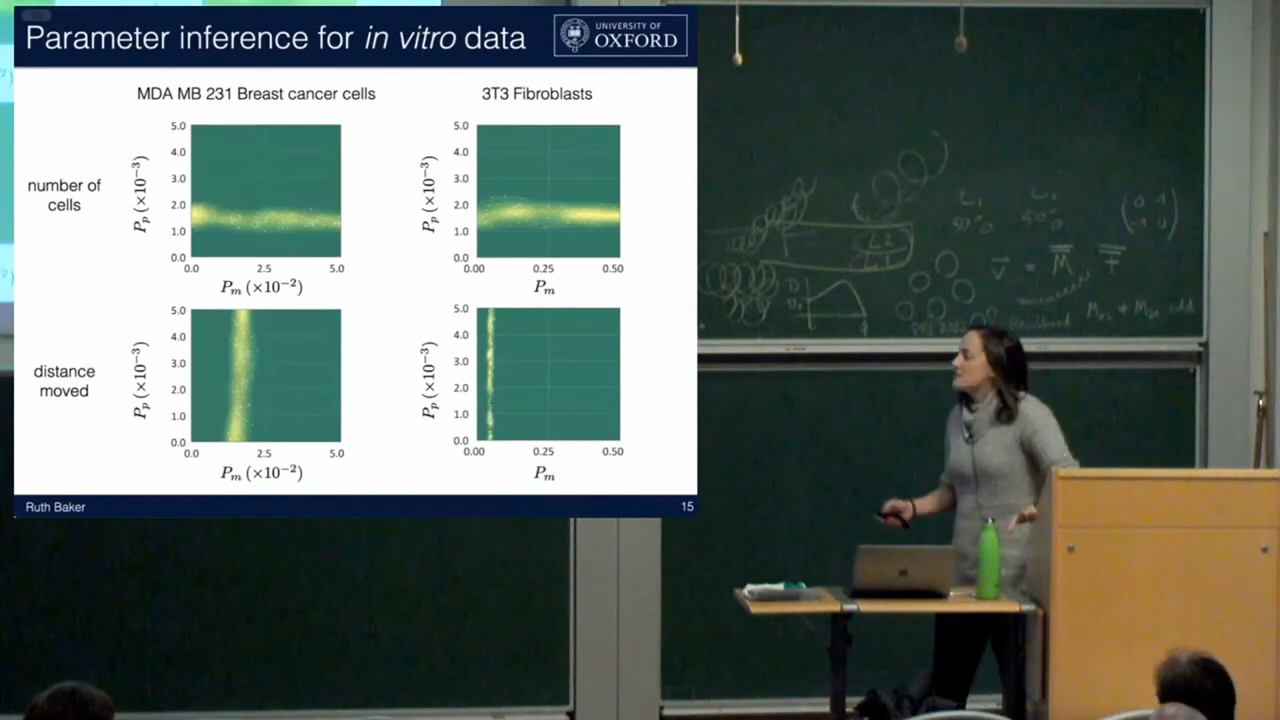 Parameter inference for in vitro data
UNIVERSITY OF
OXFORD
MDA MB 231 Breast cancer cells
3T3 Fibroblasts
number of
cells
5.0
4.0
3.0
2.0
1.0
0.0
P_p (×10⁻³)
0.0 2.5 5.0
P_m (×10⁻²)
5.0
4.0
3.0
2.0
1.0
0.0
P_p (×10⁻³)
0.00 0.25 0.50
P_m
distance
moved
5.0
4.0
3.0
2.0
1.0
0.0
P_p (×10⁻³)
0.0 2.5 5.0
P_m (×10⁻²)
5.0
4.0
3.0
2.0
1.0
0.0
P_p (×10⁻³)
0.00 0.25 0.50
P_m
Ruth Baker
15